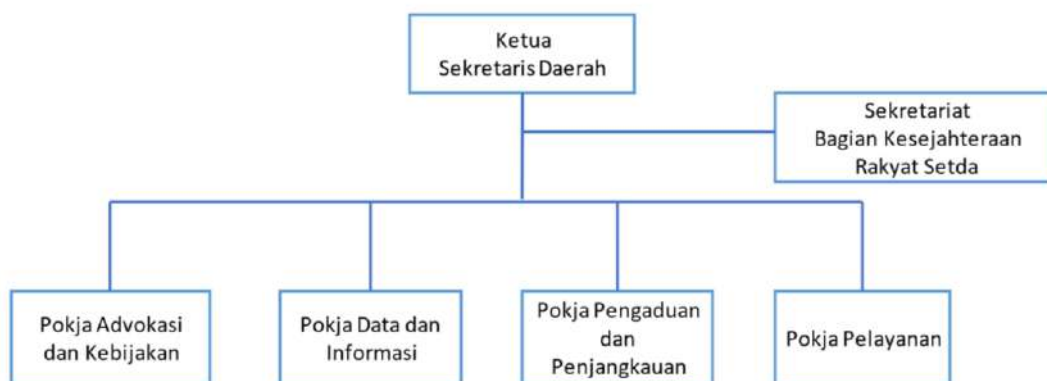 Ketua
Sekretaris Daerah
Sekretariat
Bagian Kesejahteraan
Rakyat Setda
Pokja Advokasi
dan Kebijakan
Pokja Data dan
Informasi
Pokja Pengaduan
dan
Penjangkauan
Pokja Pelayanan